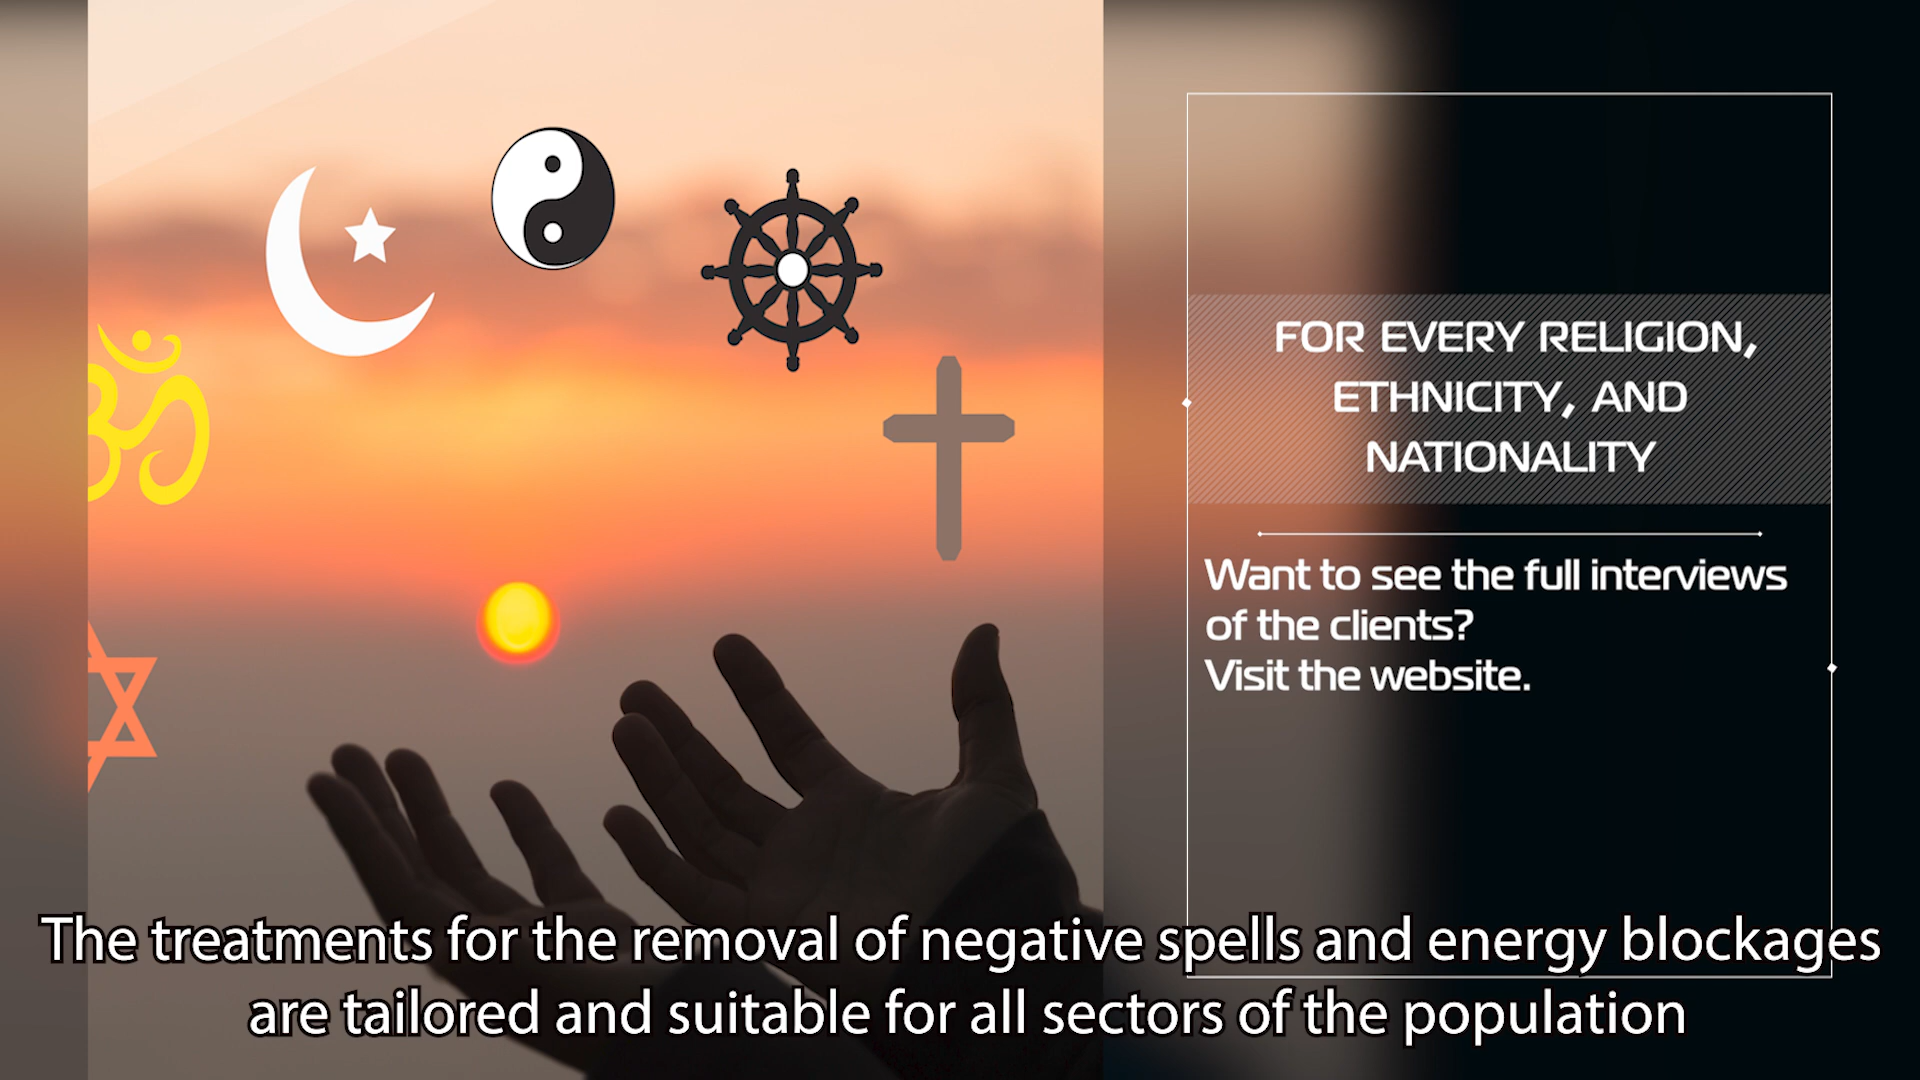 FOR EVERY RELIGION,
ETHNICITY, AND
NATIONALITY
Want to see the full interviews
of the clients?
Visit the website.
The treatments for the removal of negative spells and energy blockages
are tailored and suitable for all sectors of the population